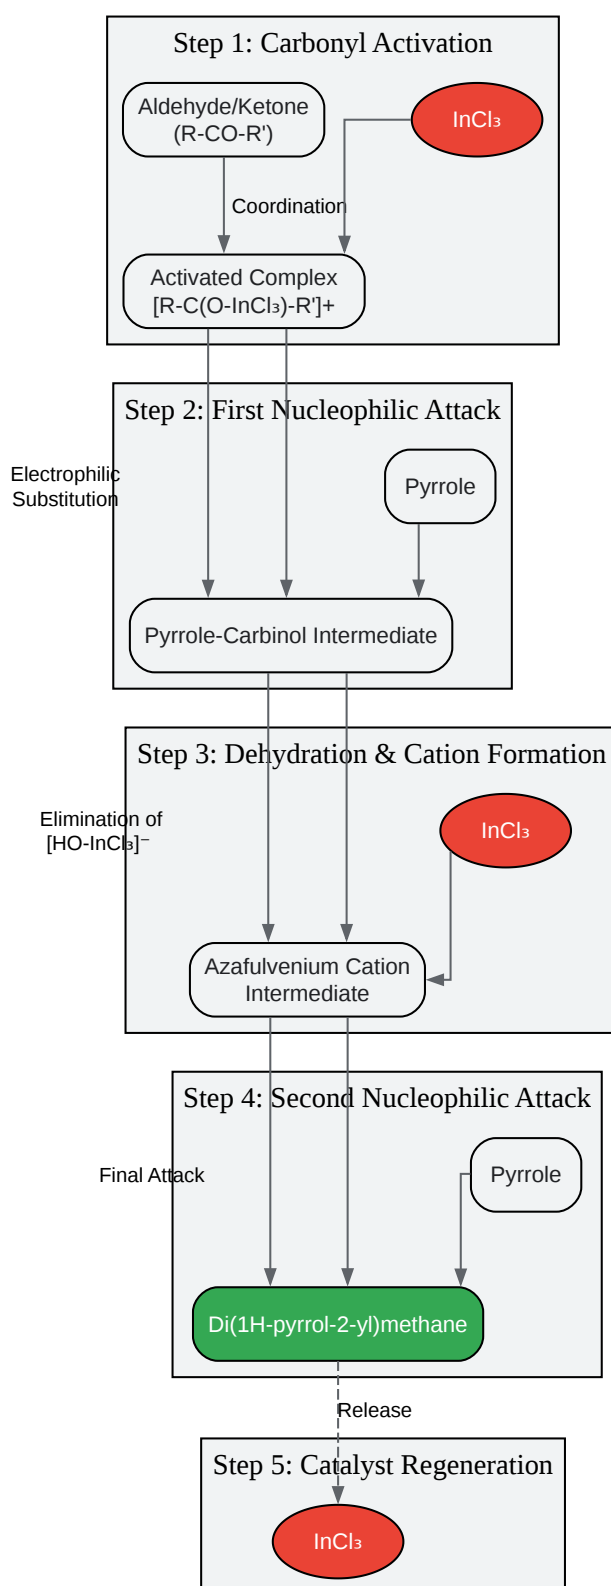 Step 1: Carbonyl Activation
Aldehyde/Ketone
(R-CO-R')
InCl₃
Coordination
Activated Complex
[R-C(O-InCl₃)-R']+
Step 2: First Nucleophilic Attack
Electrophilic
Substitution
Pyrrole
Pyrrole-Carbinol Intermediate
Step 3: Dehydration & Cation Formation
Elimination of
[HO-InCl₃]⁻
InCl₃
Azafulvenium Cation
Intermediate
Step 4: Second Nucleophilic Attack
Final Attack
Pyrrole
Di(1H-pyrrol-2-yl)methane
Release
Step 5: Catalyst Regeneration
InCl₃